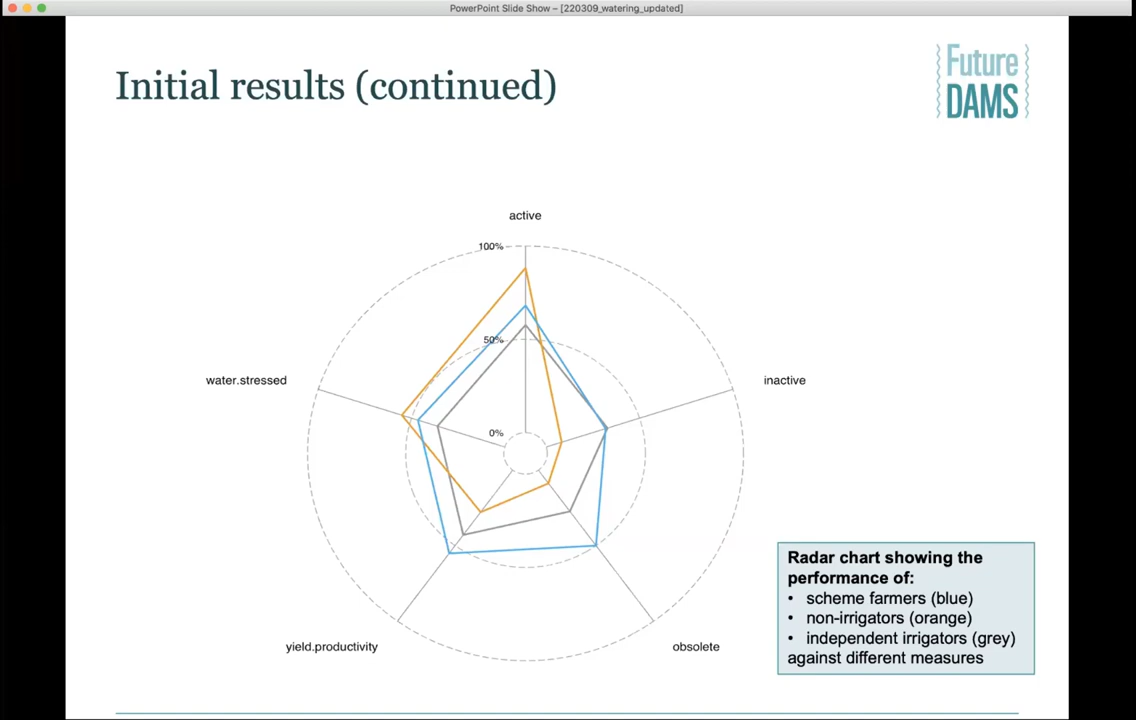 PowerPoint Slide Show – [220309_watering_updated]
Initial results (continued)
Future
DAMS
active
100%
50%
water.stressed
inactive
0%
yield.productivity
obsolete
Radar chart showing the
performance of:
• scheme farmers (blue)
• non-irrigators (orange)
• independent irrigators (grey)
against different measures